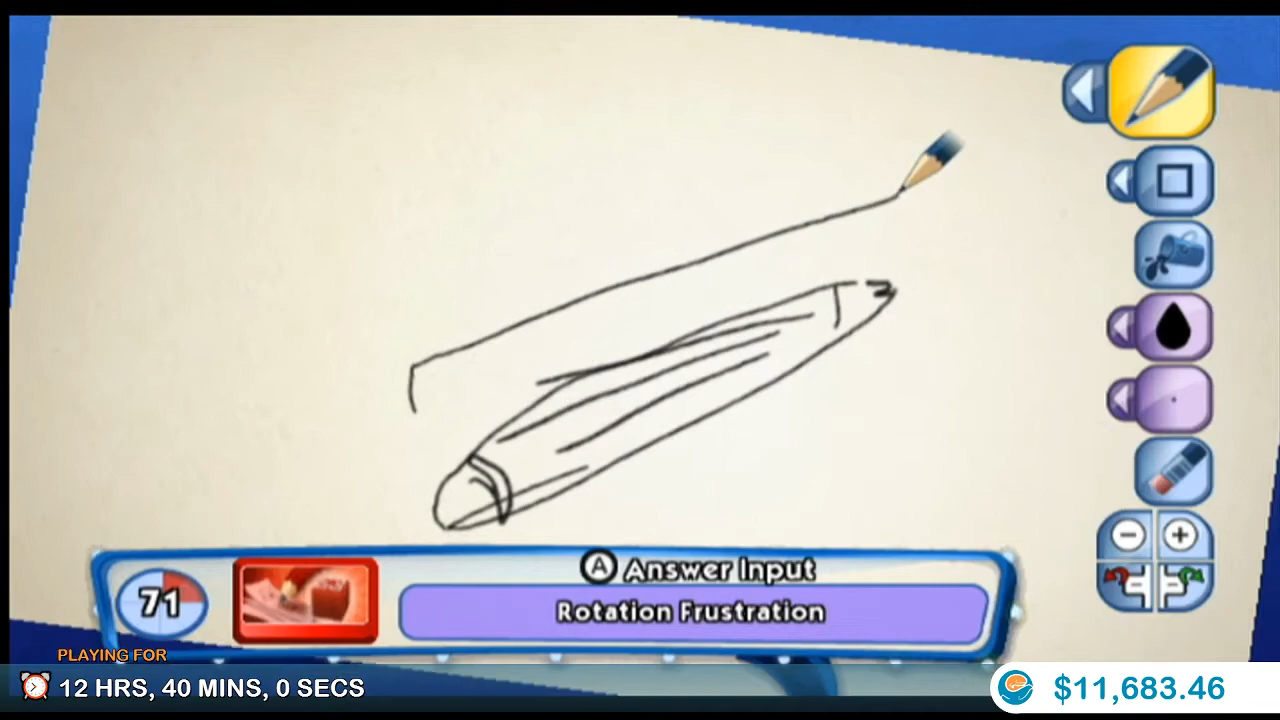 Answer Input
71
Rotation Frustration
PLAYING FOR
12 HRS, 40 MINS, 0 SECS
$11,683.46